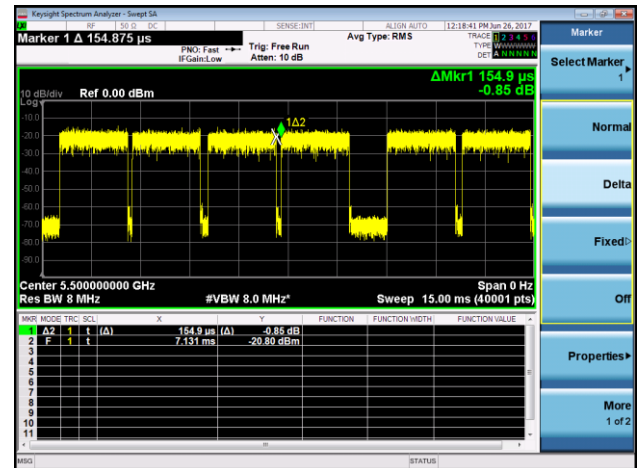 Keysight Spectrum Analyzer - Swept SA
RF 50 Ω DC SENSE:INT ALIGN AUTO 12:18:41 PM Jun 26, 2017
Marker 1 Δ 154.875 µs
PNO: Fast
IFGain:Low
Trig: Free Run
Atten: 10 dB
Avg Type: RMS
TRACE 1 2 3 4 5 6
TYPE WWWWWW
DET A N N N N N
Marker
Select Marker
1
Normal
Delta
Fixed
Off
Properties
More
1 of 2
ΔMkr1 154.9 µs
-0.85 dB
10 dB/div Ref 0.00 dBm
Log
-10.0
-20.0
-30.0
-40.0
-50.0
-60.0
-70.0
-80.0
-90.0
1Δ2
Center 5.500000000 GHz
Span 0 Hz
Res BW 8 MHz #VBW 8.0 MHz* Sweep 15.00 ms (40001 pts)
MKR MODE TRC SCL X Y FUNCTION FUNCTION WIDTH FUNCTION VALUE
1 Δ2 1 t (Δ) 154.9 µs (Δ) -0.85 dB
2 F 1 t 7.131 ms -20.80 dBm
3
4
5
6
7
8
9
10
11
MSG STATUS